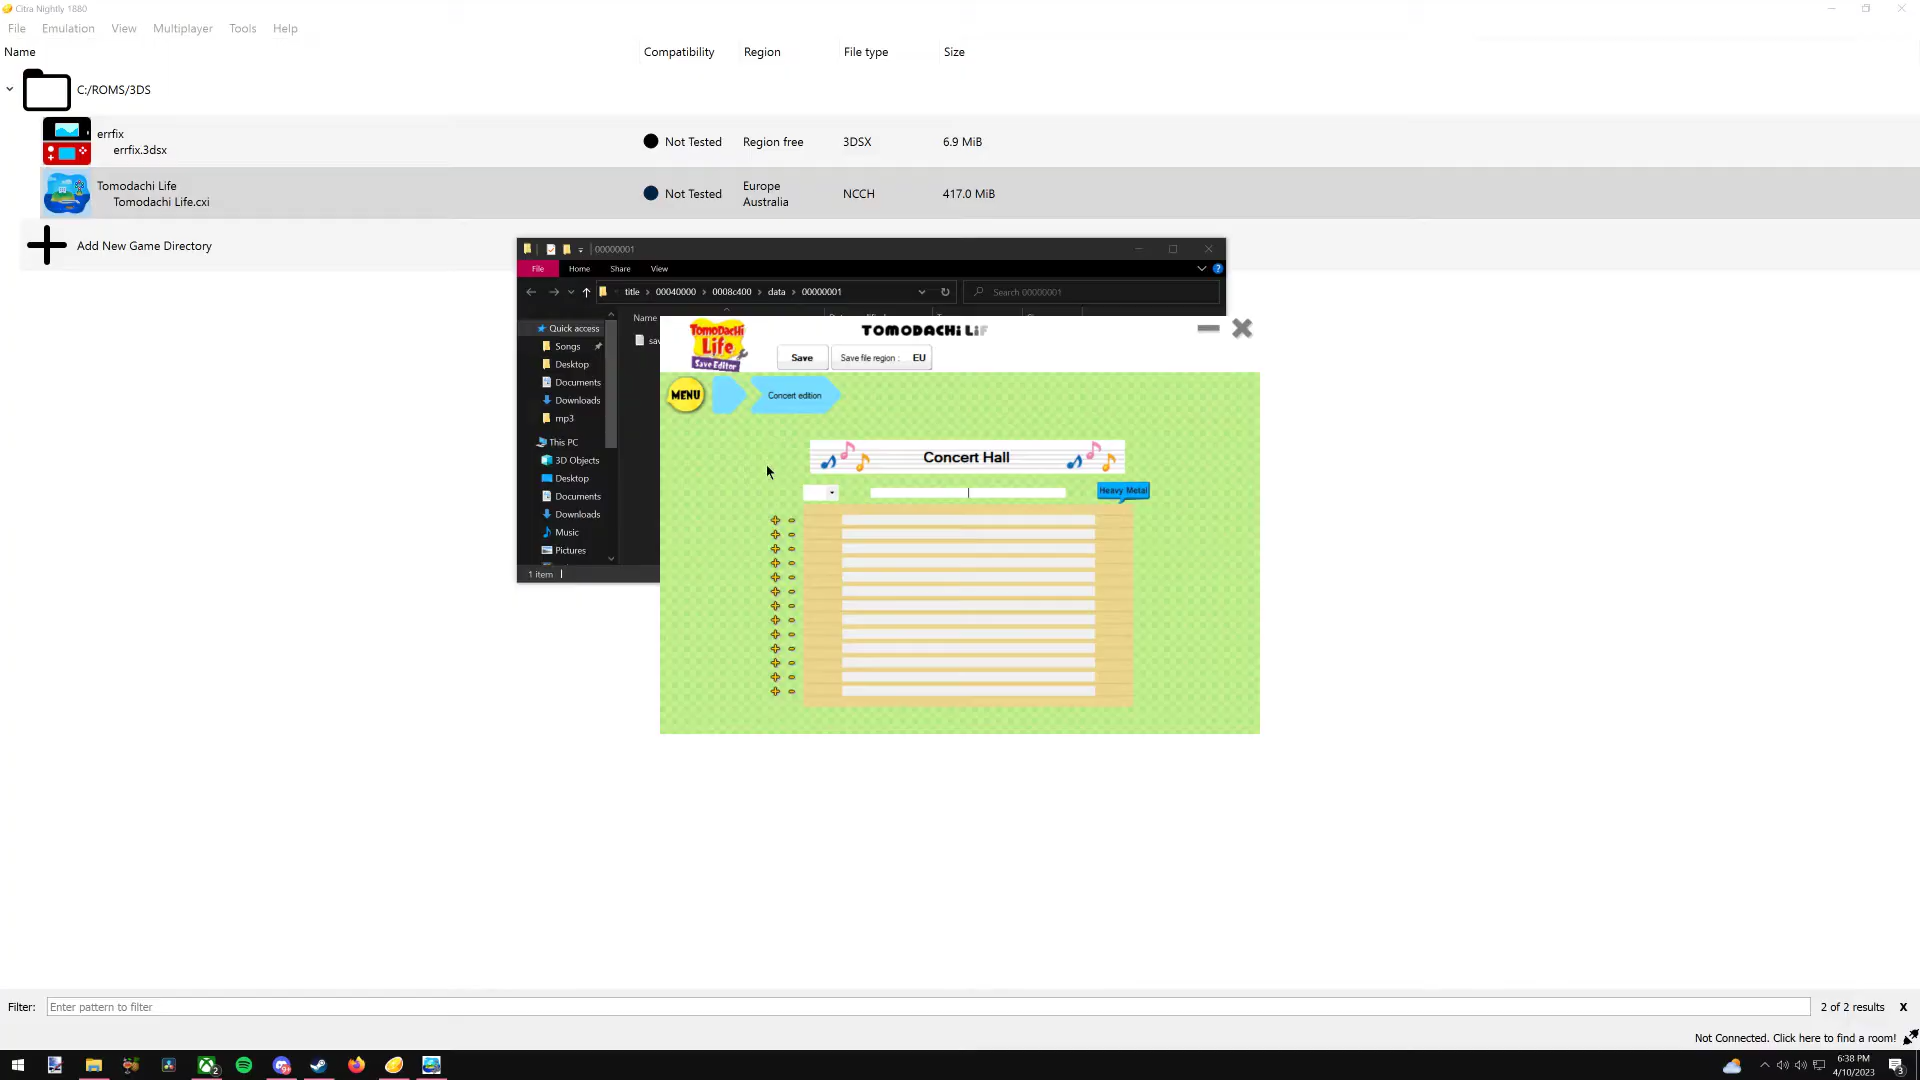 Citra Nightly 1880
File Emulation View Multiplayer Tools Help
Name Compatibility Region File type Size
C:/ROMS/3DS
errfix
errfix.3dsx
Not Tested
Region free
3DSX
6.9 MiB
Tomodachi Life
Tomodachi Life.cxi
Not Tested
Europe
Australia
NCCH
417.0 MiB
Add New Game Directory
00000001
File Home Share View
title › 00040000 › 0008c400 › data › 00000001
Search 00000001
Name
Quick access
Songs
Desktop
Documents
Downloads
mp3
This PC
3D Objects
Desktop
Documents
Downloads
Music
Pictures
1 item
TOMODACHI Life
Save Editor
TOMODACHi LiF
Save
Save file region : EU
MENU
Concert edition
Concert Hall
Heavy Metal
Filter: Enter pattern to filter
2 of 2 results X
Not Connected. Click here to find a room!
6:38 PM
4/10/2023